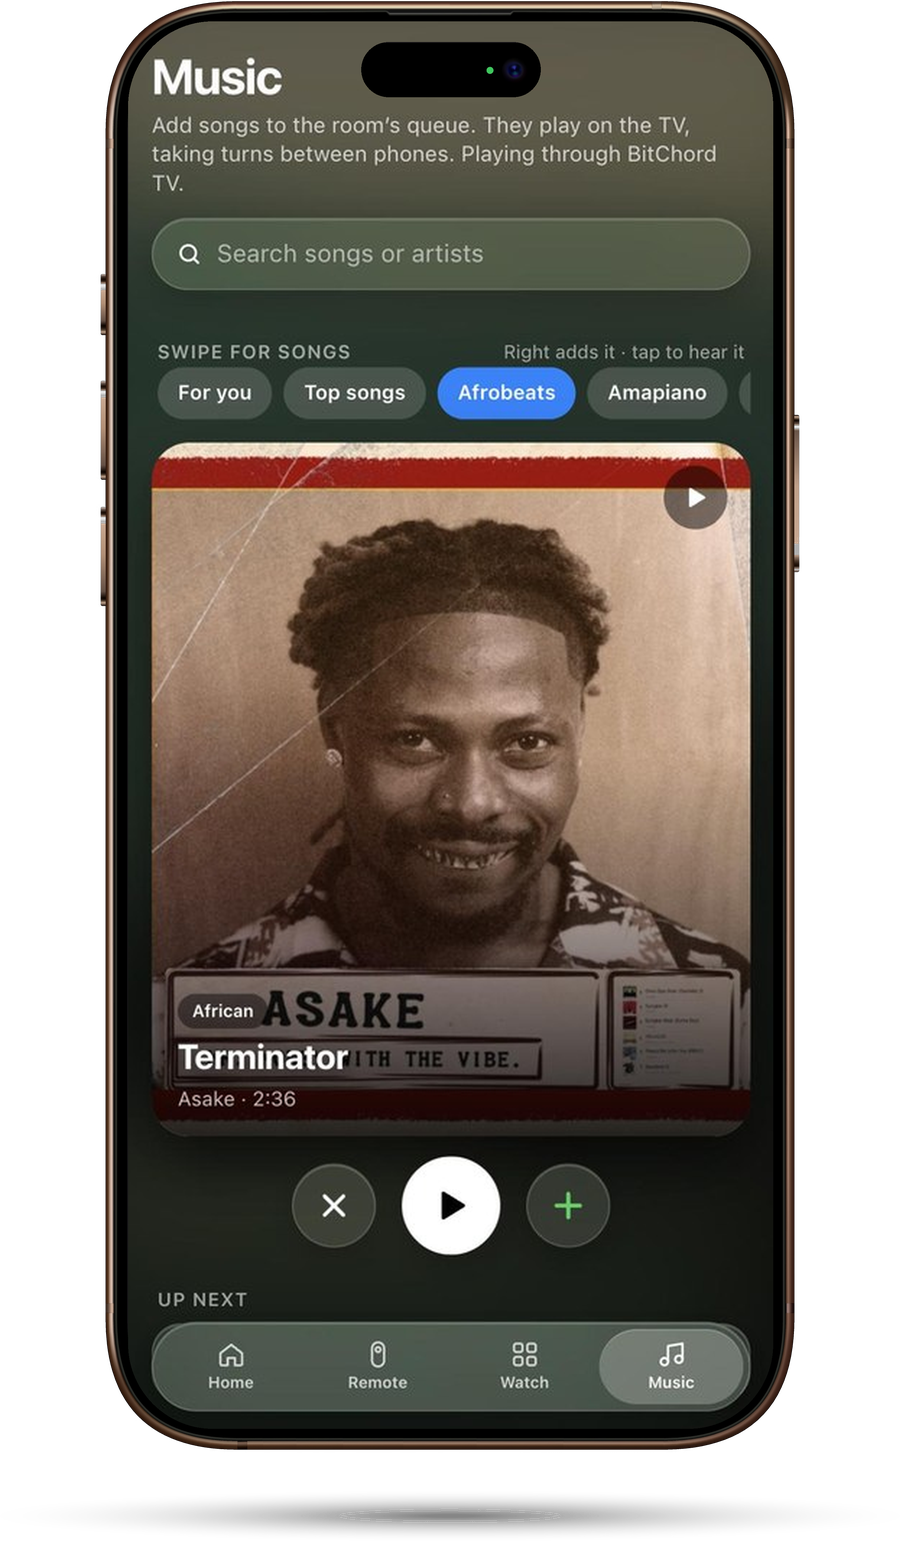 Music
Add songs to the room’s queue. They play on the TV,
taking turns between phones. Playing through BitChord
TV.
Search songs or artists
SWIPE FOR SONGS
Right adds it · tap to hear it
For you
Top songs
Afrobeats
Amapiano
African
ASAKE
Terminator
WITH THE VIBE.
Asake · 2:36
UP NEXT
Home
Remote
Watch
Music